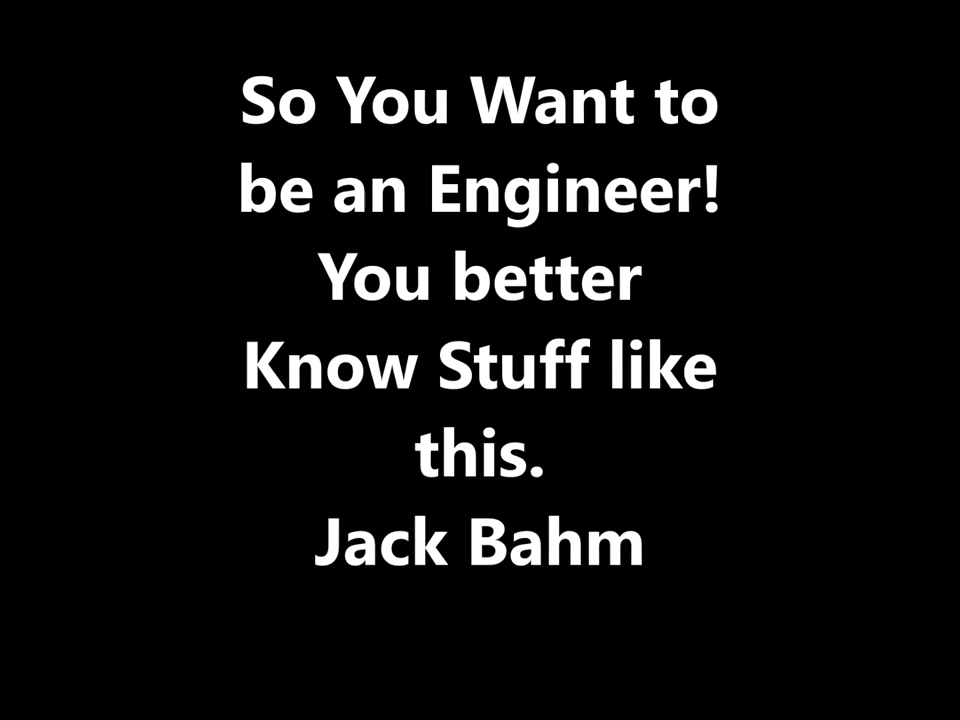 So You Want to
be an Engineer!
You better
Know Stuff like
this.
Jack Bahm